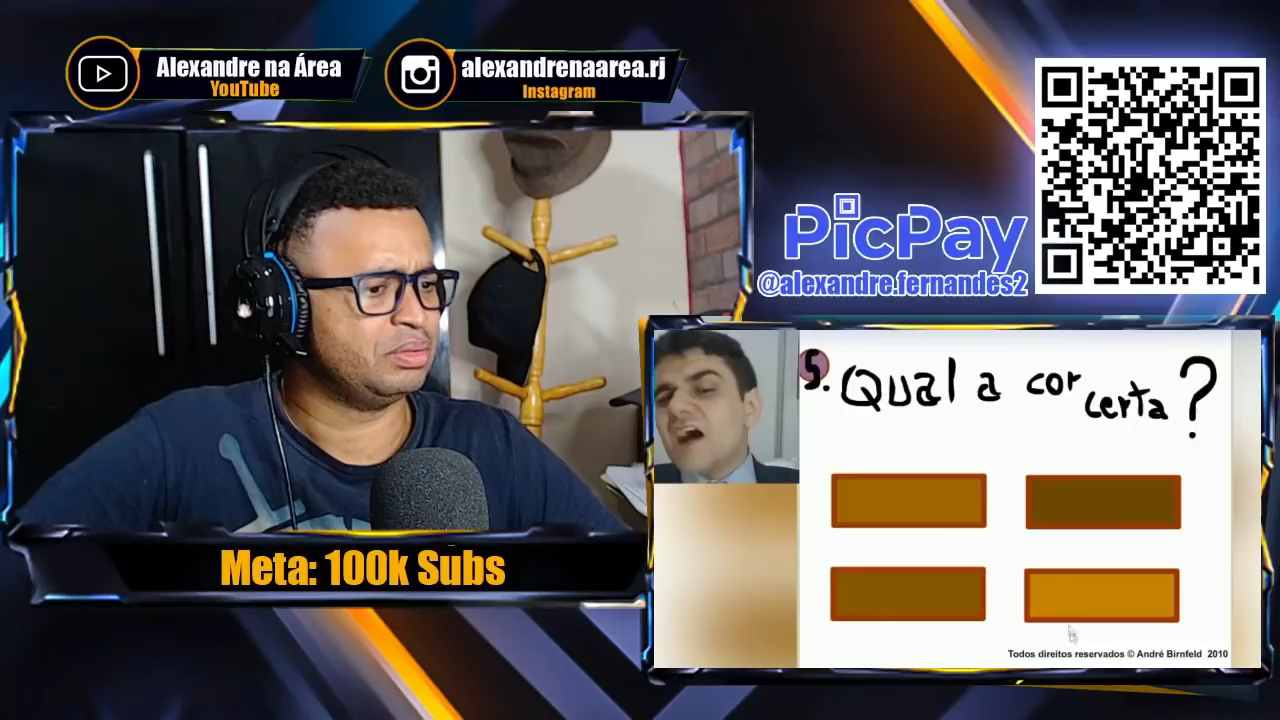 Alexandre na Área
YouTube
alexandrenaarea.rj
Instagram
PicPay
@alexandre.fernandes2
5. Qual a cor certa ?
Todos direitos reservados © André Birnfeld 2010
Meta: 100k Subs